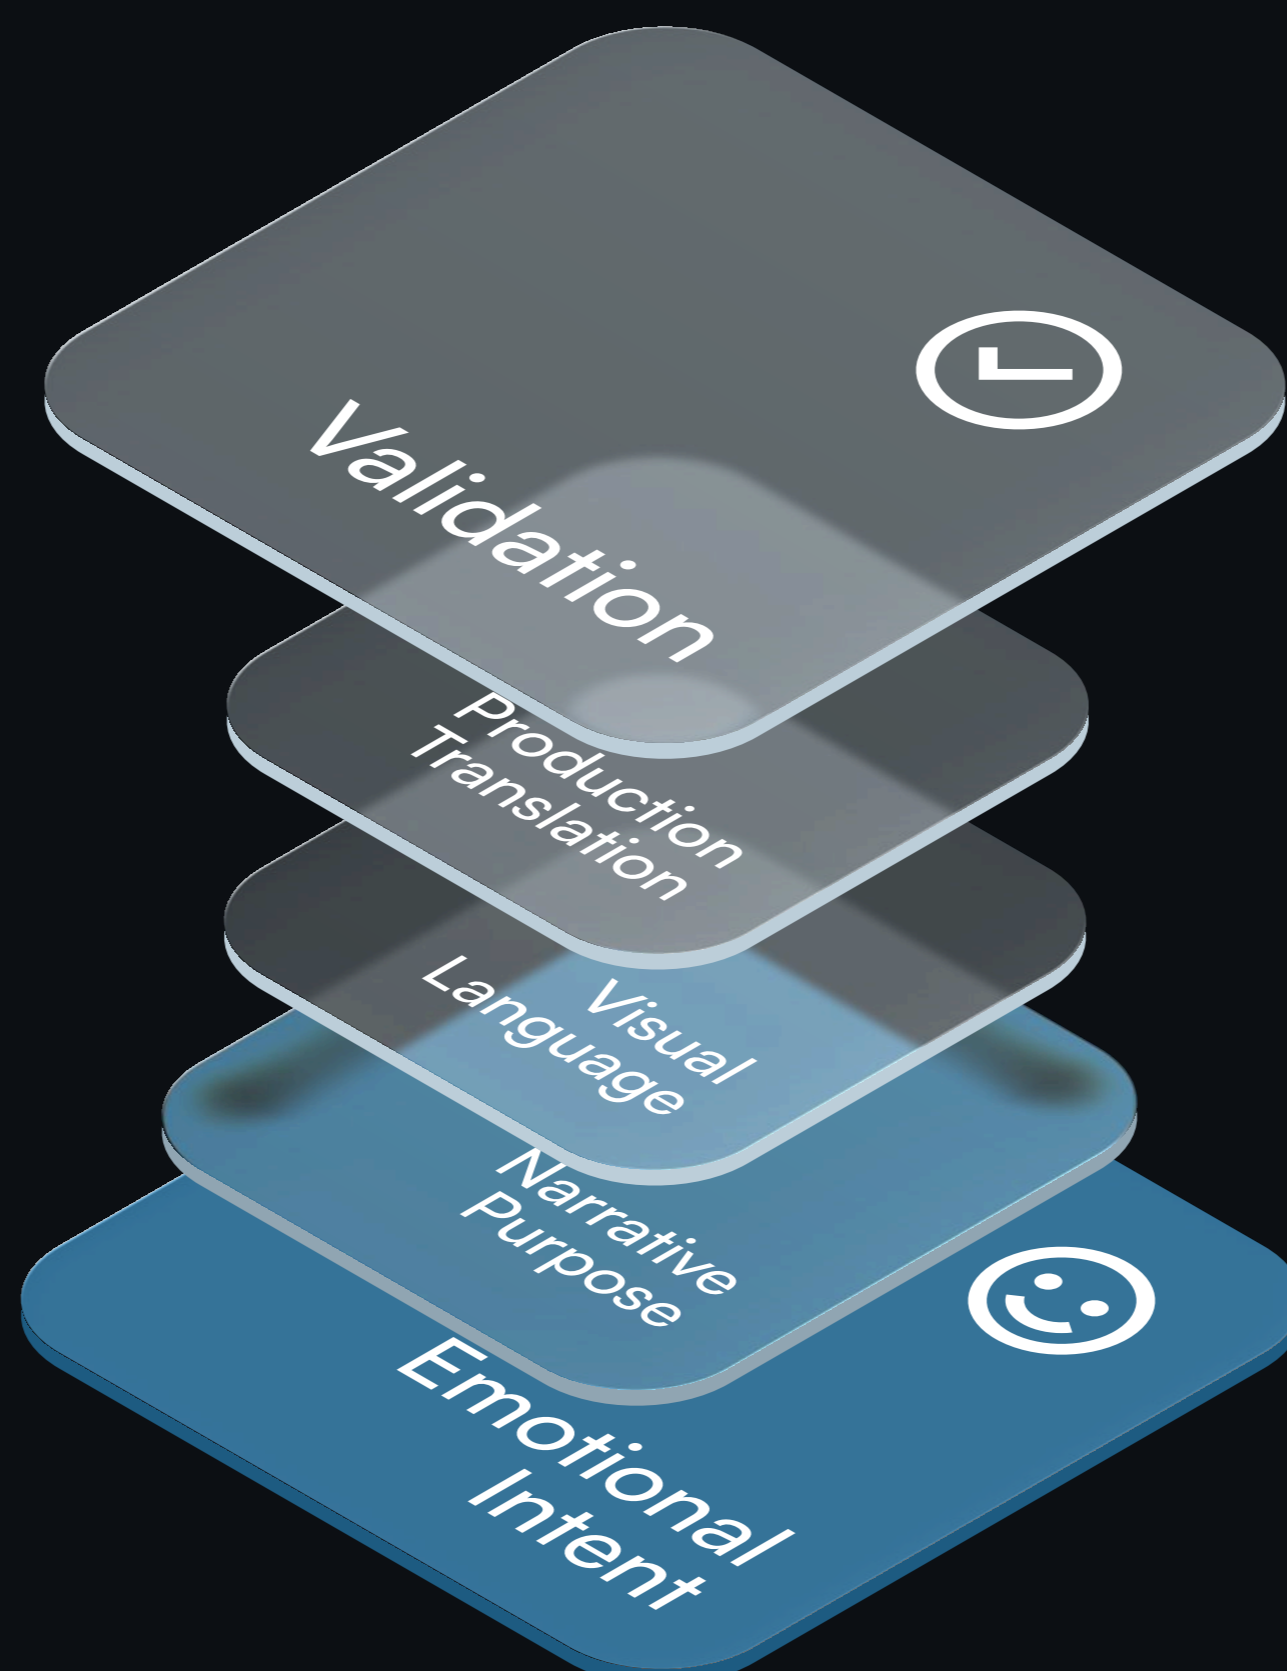 Validation
Production
Translation
Visual
Language
Narrative
Purpose
Emotional
Intent